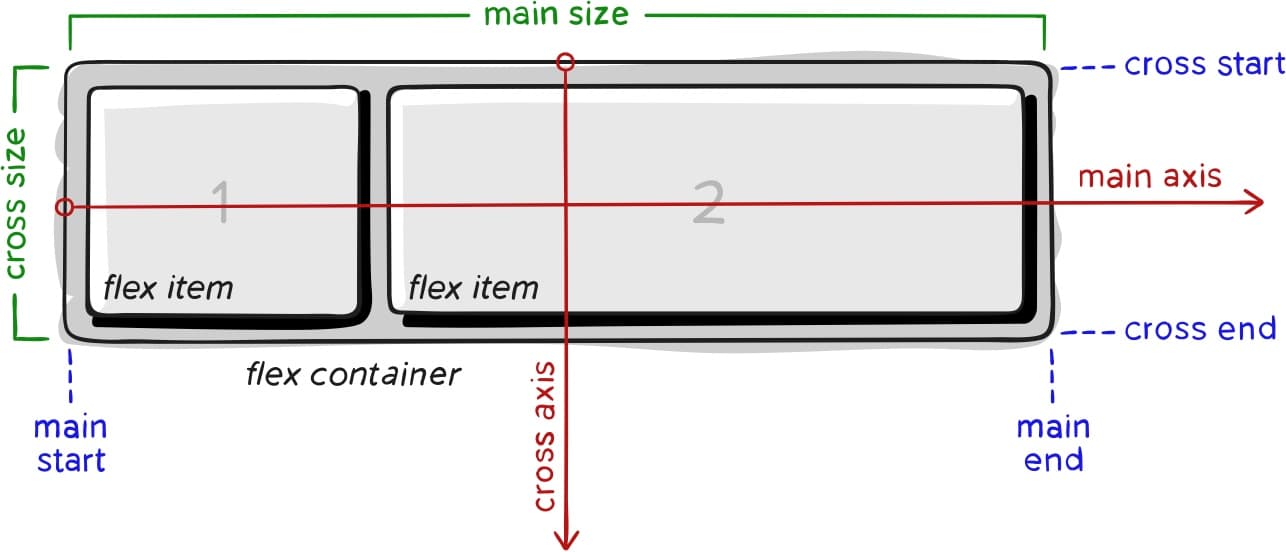 main size
cross start
cross size
main axis
1
2
flex item
flex item
cross end
flex container
cross axis
main
start
main
end